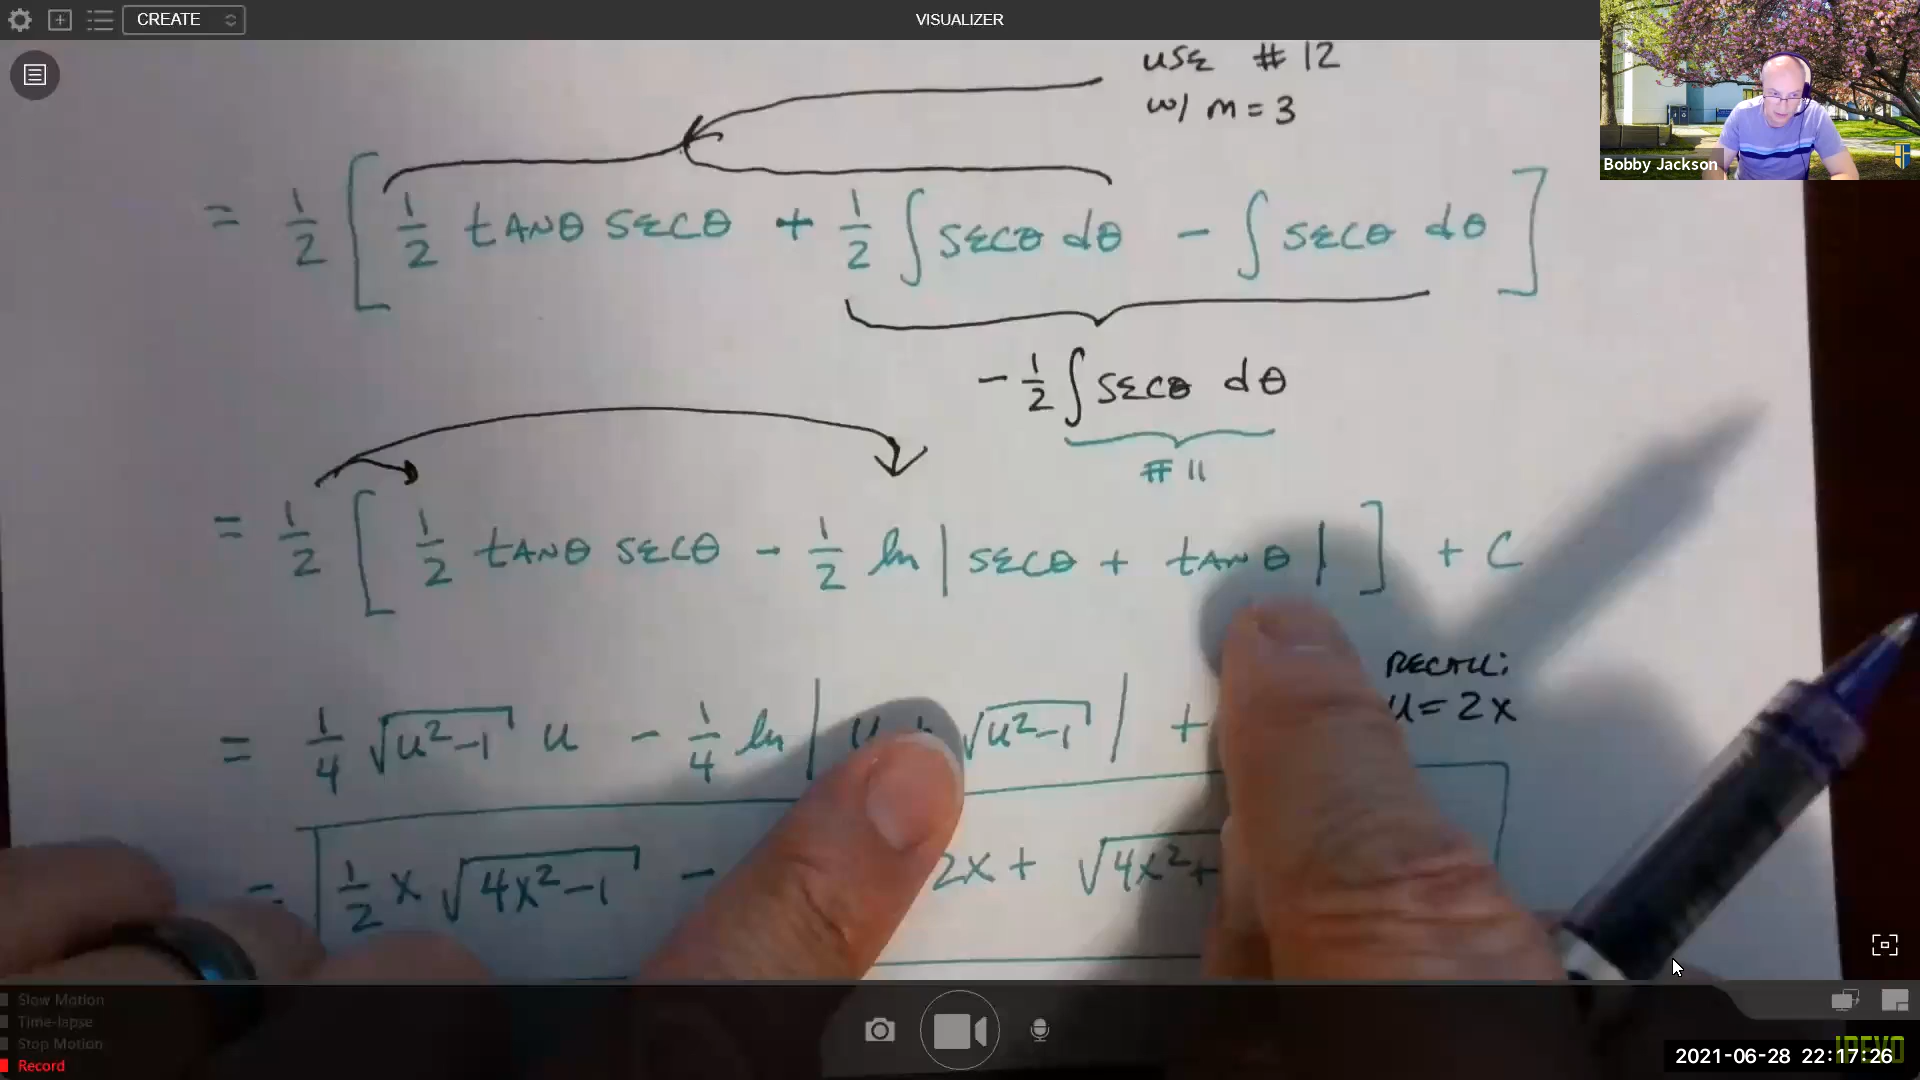 CREATE
VISUALIZER
USE # 12
w/ m = 3
Bobby Jackson
= 1/2 [ 1/2 tANθ SECθ + 1/2 ∫ SECθ dθ - ∫ SECθ dθ ]
- 1/2 ∫ SECθ dθ
# 11
= 1/2 [ 1/2 tANθ SECθ - 1/2 ln | SECθ + tANθ | ] + C
RECALL:
u = 2x
= 1/4 √(u²-1) u - 1/4 ln | u + √(u²-1) | +
= 1/2 x √(4x²-1) - 2x + √(4x²+
Slow Motion
Time-lapse
Stop Motion
Record
2021-06-28 22:17:26